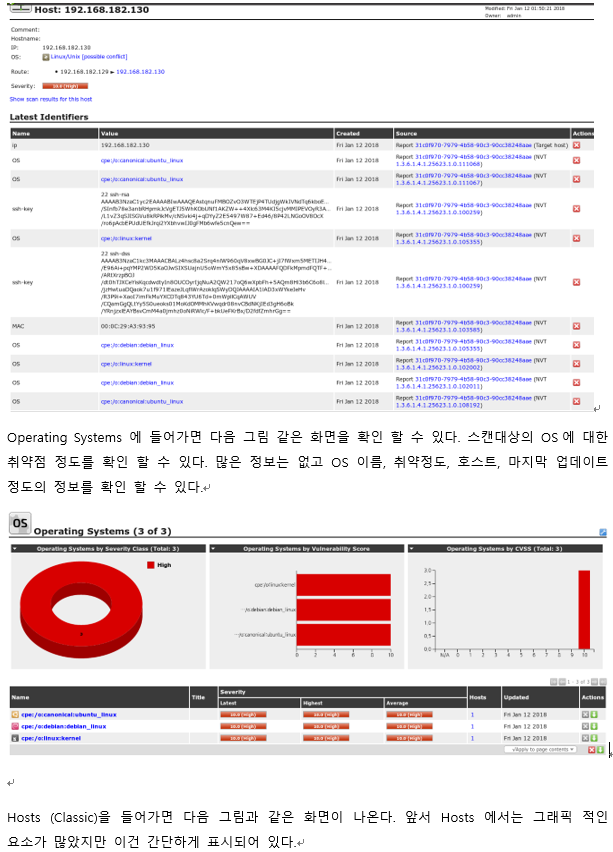 Host: 192.168.182.130
Modified: Fri Jan 12 01:50:21 2018
Owner: admin
Comment:
Hostname:
IP: 192.168.182.130
OS: Linux/Unix [possible conflict]
Route: • 192.168.182.129 ► 192.168.182.130
Severity: 10.0 (High)
Show scan results for this host
Latest Identifiers
Name Value Created Source Actions
ip 192.168.182.130 Fri Jan 12 2018 Report 31c0f970-7979-4b58-90c3-90cc38248aae (Target host)
OS cpe:/o:canonical:ubuntu_linux Fri Jan 12 2018 Report 31c0f970-7979-4b58-90c3-90cc38248aae (NVT
1.3.6.1.4.1.25623.1.0.111068)
OS cpe:/o:canonical:ubuntu_linux Fri Jan 12 2018 Report 31c0f970-7979-4b58-90c3-90cc38248aae (NVT
1.3.6.1.4.1.25623.1.0.111067)
22 ssh-rsa
ssh-key Fri Jan 12 2018 Report 31c0f970-7979-4b58-90c3-90cc38248aae (NVT
1.3.6.1.4.1.25623.1.0.100259)
OS cpe:/o:linux:kernel Fri Jan 12 2018 Report 31c0f970-7979-4b58-90c3-90cc38248aae (NVT
1.3.6.1.4.1.25623.1.0.105355)
22 ssh-dss
ssh-key Fri Jan 12 2018 Report 31c0f970-7979-4b58-90c3-90cc38248aae (NVT
1.3.6.1.4.1.25623.1.0.100259)
MAC 00:0C:29:A3:93:95 Fri Jan 12 2018 Report 31c0f970-7979-4b58-90c3-90cc38248aae (NVT
1.3.6.1.4.1.25623.1.0.103585)
OS cpe:/o:debian:debian_linux Fri Jan 12 2018 Report 31c0f970-7979-4b58-90c3-90cc38248aae (NVT
1.3.6.1.4.1.25623.1.0.103355)
OS cpe:/o:linux:kernel Fri Jan 12 2018 Report 31c0f970-7979-4b58-90c3-90cc38248aae (NVT
1.3.6.1.4.1.25623.1.0.102002)
OS cpe:/o:debian:debian_linux Fri Jan 12 2018 Report 31c0f970-7979-4b58-90c3-90cc38248aae (NVT
1.3.6.1.4.1.25623.1.0.102011)
OS cpe:/o:canonical:ubuntu_linux Fri Jan 12 2018 Report 31c0f970-7979-4b58-90c3-90cc38248aae (NVT
1.3.6.1.4.1.25623.1.0.108192)
Operating Systems 에 들어가면 다음 그림 같은 화면을 확인 할 수 있다. 스캔대상의 OS에 대한
취약점 정도를 확인 할 수 있다. 많은 정보는 없고 OS 이름, 취약정도, 호스트, 마지막 업데이트
정도의 정보를 확인 할 수 있다.
OS
Operating Systems (3 of 3)
Operating Systems by Severity Class (Total: 3)
Operating Systems by Vulnerability Score
Operating Systems by CVSS (Total: 3)
High
3
cpe:/o:linux:kernel
···/o:debian:debian_linux
···/o:canonical:ubuntu_linux
0 2 4 6 8 10
3.0
2.5
2.0
1.5
1.0
0.5
0.0
N/A 0 1 2 3 4 5 6 7 8 9 10
1 - 3 of 3
Name Title Severity Hosts Updated Actions
Latest Highest Average
cpe:/o:canonical:ubuntu_linux 10.0 (High) 10.0 (High) 10.0 (High) 1 Fri Jan 12 2018
cpe:/o:debian:debian_linux 10.0 (High) 10.0 (High) 10.0 (High) 1 Fri Jan 12 2018
cpe:/o:linux:kernel 10.0 (High) 10.0 (High) 10.0 (High) 1 Fri Jan 12 2018
√Apply to page contents
Hosts (Classic)을 들어가면 다음 그림과 같은 화면이 나온다. 앞서 Hosts 에서는 그래픽 적인
요소가 많았지만 이건 간단하게 표시되어 있다.